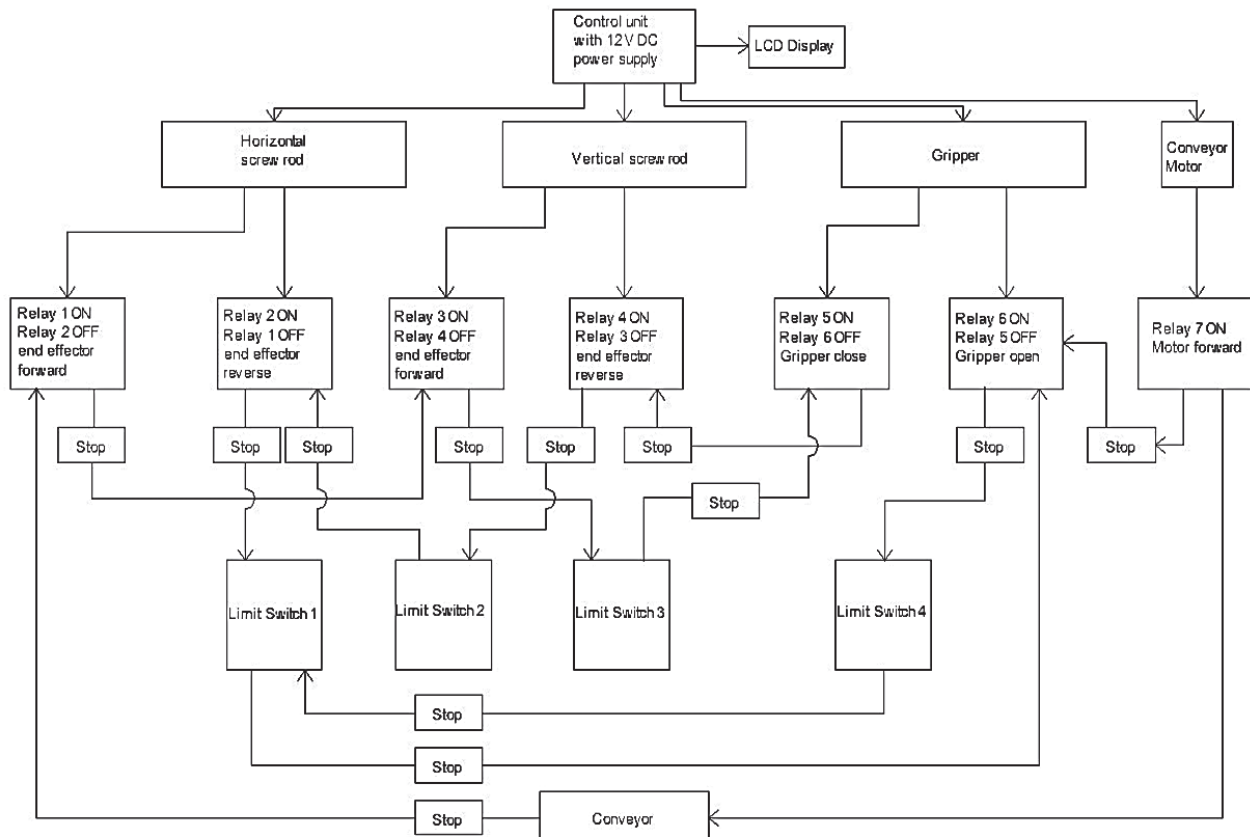 Control unit
with 12V DC
power supply
LCD Display
Horizontal
screw rod
Vertical screw rod
Gripper
Conveyor
Motor
Relay 1 ON
Relay 2 OFF
end effector
forward
Relay 2 ON
Relay 1 OFF
end effector
reverse
Relay 3 ON
Relay 4 OFF
end effector
forward
Relay 4 ON
Relay 3 OFF
end effector
reverse
Relay 5 ON
Relay 6 OFF
Gripper close
Relay 6 ON
Relay 5 OFF
Gripper open
Relay 7 ON
Motor forward
Stop
Stop
Stop
Stop
Stop
Stop
Stop
Stop
Stop
Limit Switch 1
Limit Switch 2
Limit Switch 3
Limit Switch 4
Stop
Stop
Stop
Conveyor